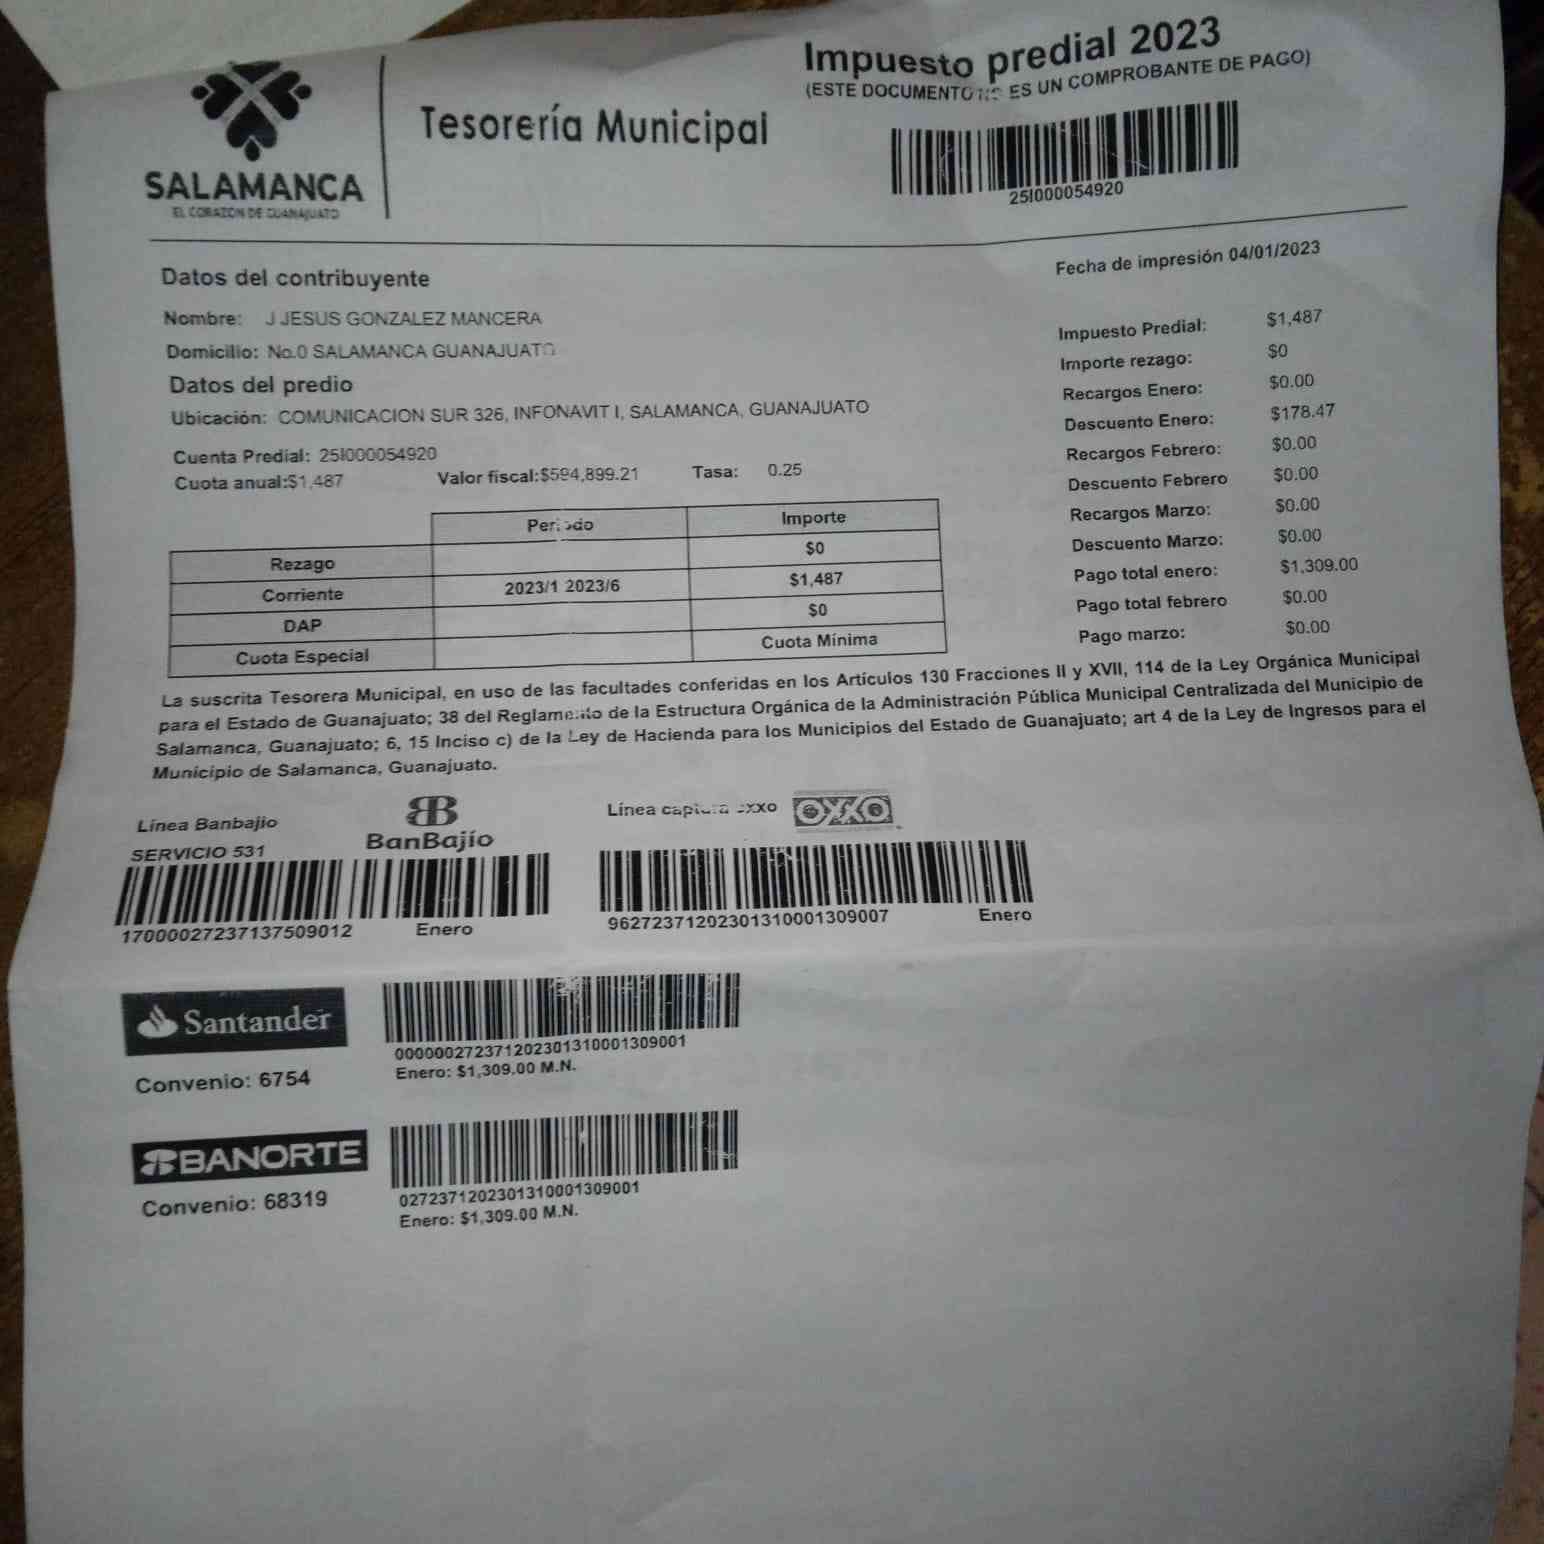 Impuesto predial 2023
(ESTE DOCUMENTO NO ES UN COMPROBANTE DE PAGO)
Tesorería Municipal
SALAMANCA
EL CORAZÓN DE GUANAJUATO
25I000054920
Fecha de impresión 04/01/2023
Datos del contribuyente
Nombre: J JESUS GONZALEZ MANCERA
Domicilio: No.0 SALAMANCA GUANAJUATO
Datos del predio
Ubicación: COMUNICACION SUR 326, INFONAVIT I, SALAMANCA, GUANAJUATO
Cuenta Predial: 25I000054920
Cuota anual:$1,487 Valor fiscal:$594,899.21 Tasa: 0.25
Impuesto Predial: $1,487
Importe rezago: $0
Recargos Enero: $0.00
Descuento Enero: $178.47
Recargos Febrero: $0.00
Descuento Febrero $0.00
Recargos Marzo: $0.00
Descuento Marzo: $0.00
Pago total enero: $1,309.00
Pago total febrero $0.00
Pago marzo: $0.00
Periodo Importe
Rezago $0
Corriente 2023/1 2023/6 $1,487
DAP $0
Cuota Especial Cuota Mínima
La suscrita Tesorera Municipal, en uso de las facultades conferidas en los Artículos 130 Fracciones II y XVII, 114 de la Ley Orgánica Municipal
para el Estado de Guanajuato; 38 del Reglamento de la Estructura Orgánica de la Administración Pública Municipal Centralizada del Municipio de
Salamanca, Guanajuato; 6, 15 Inciso c) de la Ley de Hacienda para los Municipios del Estado de Guanajuato; art 4 de la Ley de Ingresos para el
Municipio de Salamanca, Guanajuato.
Línea Banbajio
BanBajío
SERVICIO 531
17000027237137509012 Enero
Línea captura oxxo OXXO
962723712023013100013​09007 Enero
Santander
Convenio: 6754
000000272371202301310001309001
Enero: $1,309.00 M.N.
BANORTE
Convenio: 68319
02723712023013100013​09001
Enero: $1,309.00 M.N.